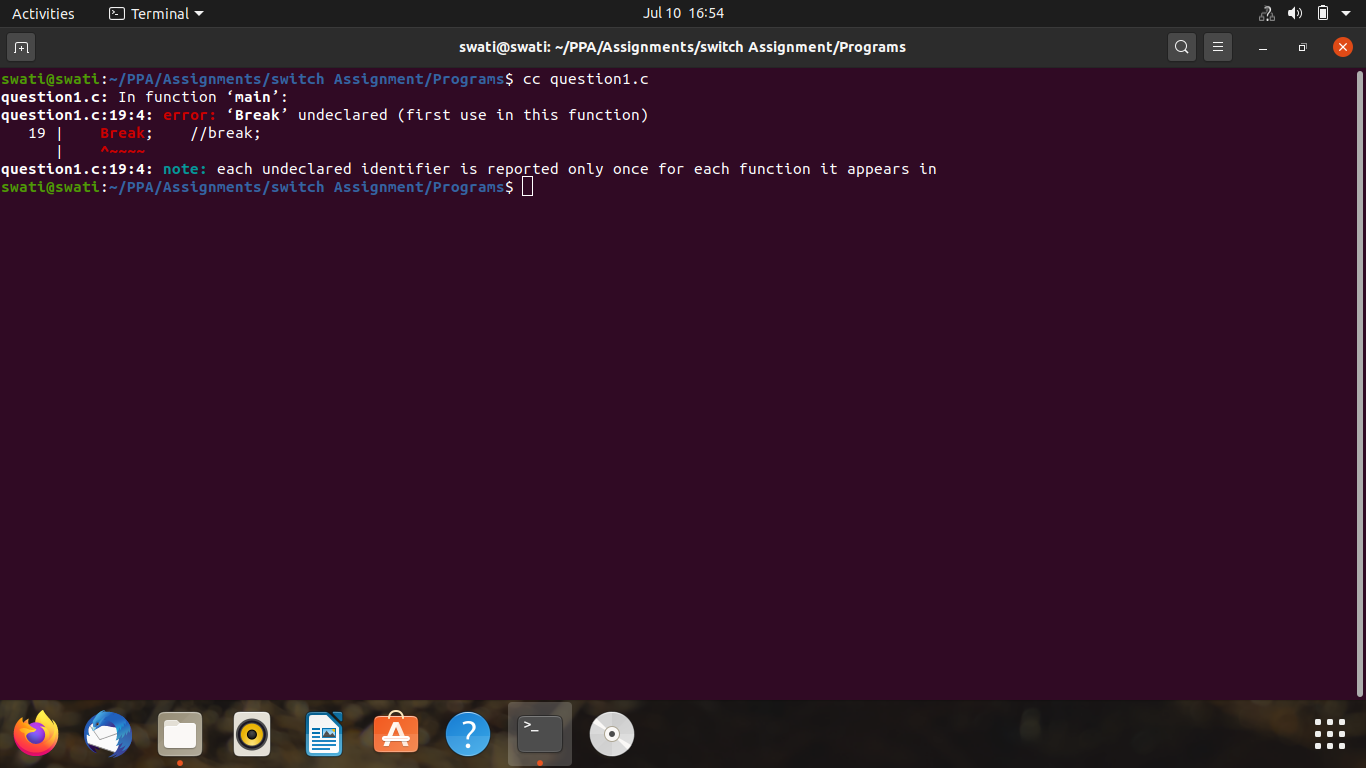 Activities
Terminal
Jul 10 16:54
swati@swati: ~/PPA/Assignments/switch Assignment/Programs
swati@swati:~/PPA/Assignments/switch Assignment/Programs$ cc question1.c
question1.c: In function ‘main’:
question1.c:19:4: error: ‘Break’ undeclared (first use in this function)
   19 |    Break;    //break;
      |    ^~~~~
question1.c:19:4: note: each undeclared identifier is reported only once for each function it appears in
swati@swati:~/PPA/Assignments/switch Assignment/Programs$